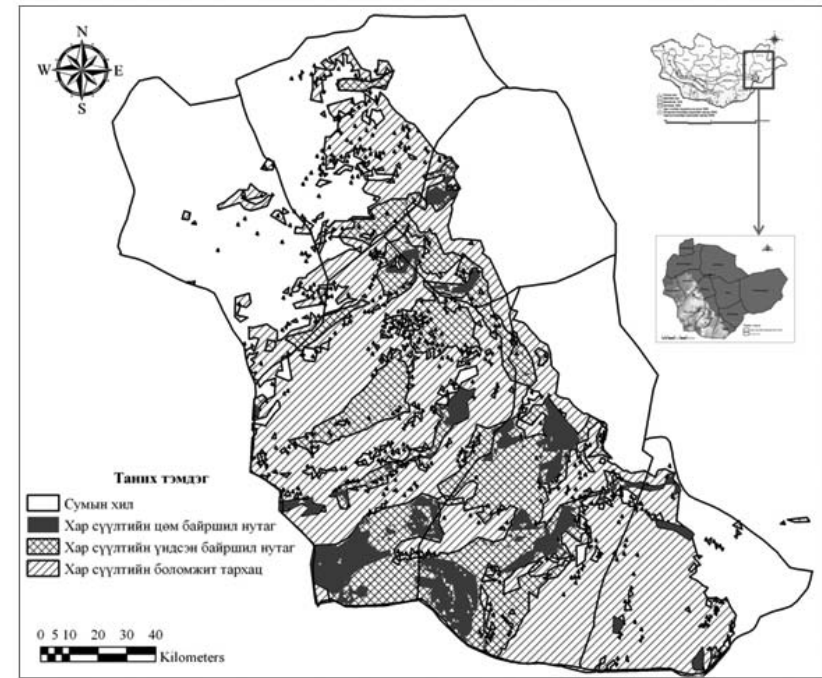 N
W E
S
Таних тэмдэг
Сумын хил
Хар сүүлтийн цөм байршил нутаг
Хар сүүлтийн үндсэн байршил нутаг
Хар сүүлтийн боломжит тархац
0 5 10 20 30 40
Kilometers